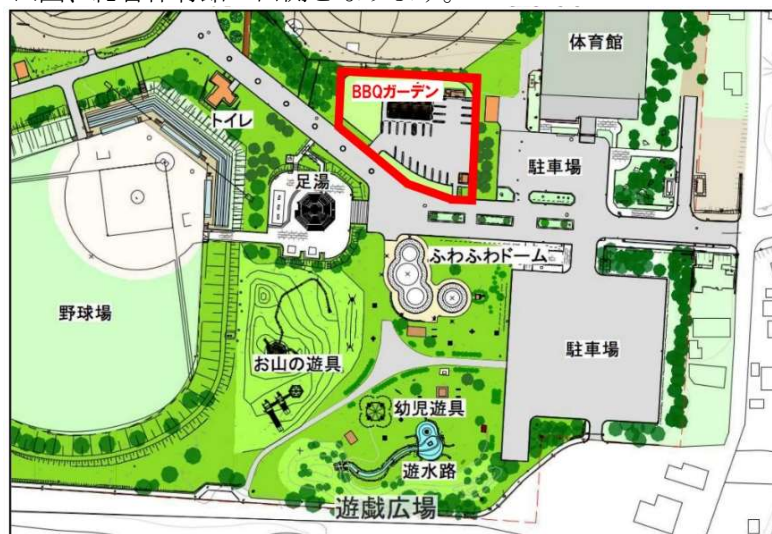 体育館
BBQガーデン
トイレ
駐車場
足湯
ふわふわドーム
野球場
駐車場
お山の遊具
幼児遊具
遊水路
遊戯広場